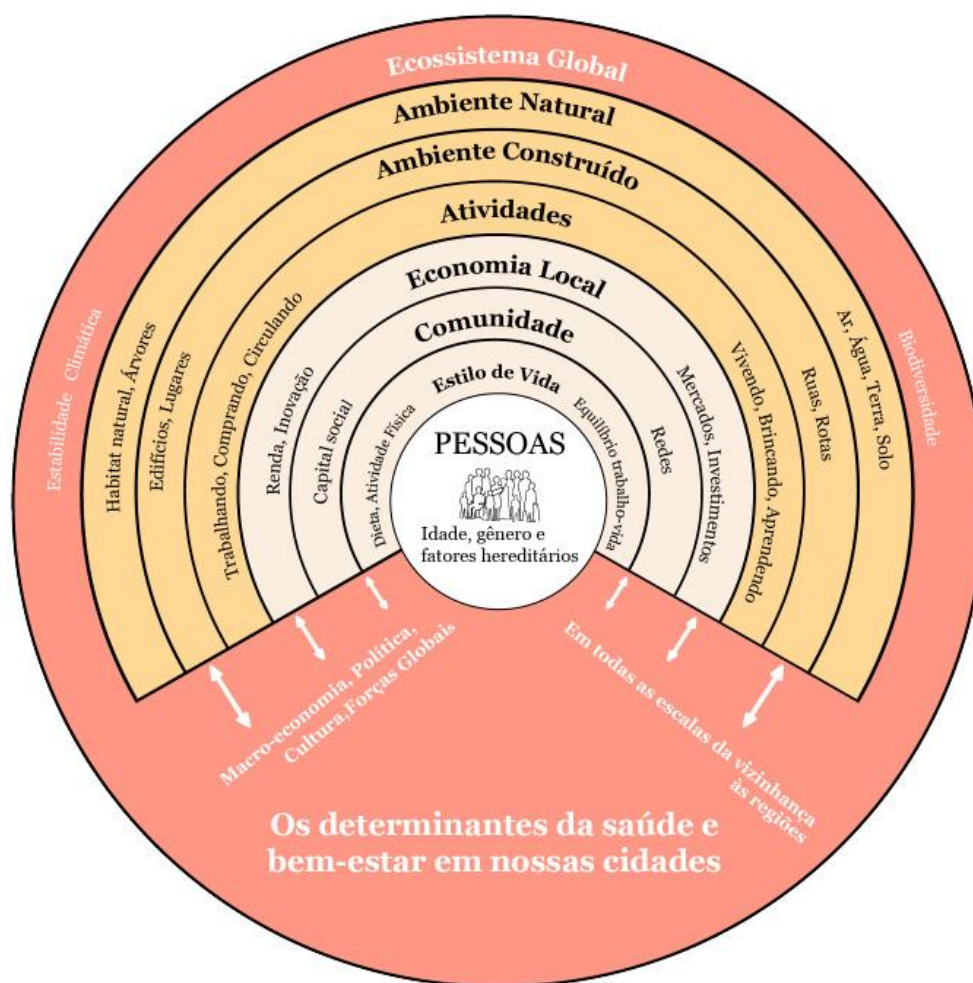 Ecossistema Global
Ambiente Natural
Ambiente Construído
Atividades
Economia Local
Comunidade
Estilo de Vida
PESSOAS
Idade, gênero e
fatores hereditários
Estabilidade Climática
Habitat natural, Árvores
Edifícios, Lugares
Trabalhando, Comprando, Circulando
Renda, Inovação
Capital social
Dieta, Atividade Física
Equilíbrio trabalho-vida
Redes
Mercados, Investimentos
Vivendo, Brincando, Aprendendo
Ruas, Rotas
Ar, Água, Terra, Solo
Biodiversidade
Macro-economia, Política,
Cultura,Forças Globais
Em todas as escalas da vizinhança
às regiões
Os determinantes da saúde e
bem-estar em nossas cidades